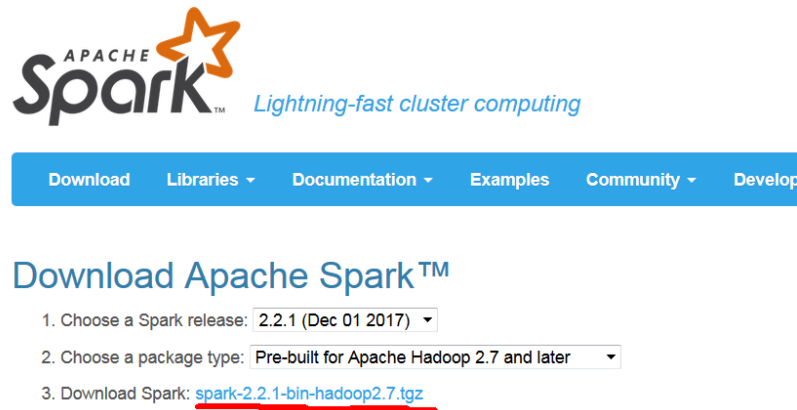 APACHE
Spark™ Lightning-fast cluster computing
Download Libraries Documentation Examples Community Develop
Download Apache Spark™
1. Choose a Spark release: 2.2.1 (Dec 01 2017)
2. Choose a package type: Pre-built for Apache Hadoop 2.7 and later
3. Download Spark: spark-2.2.1-bin-hadoop2.7.tgz